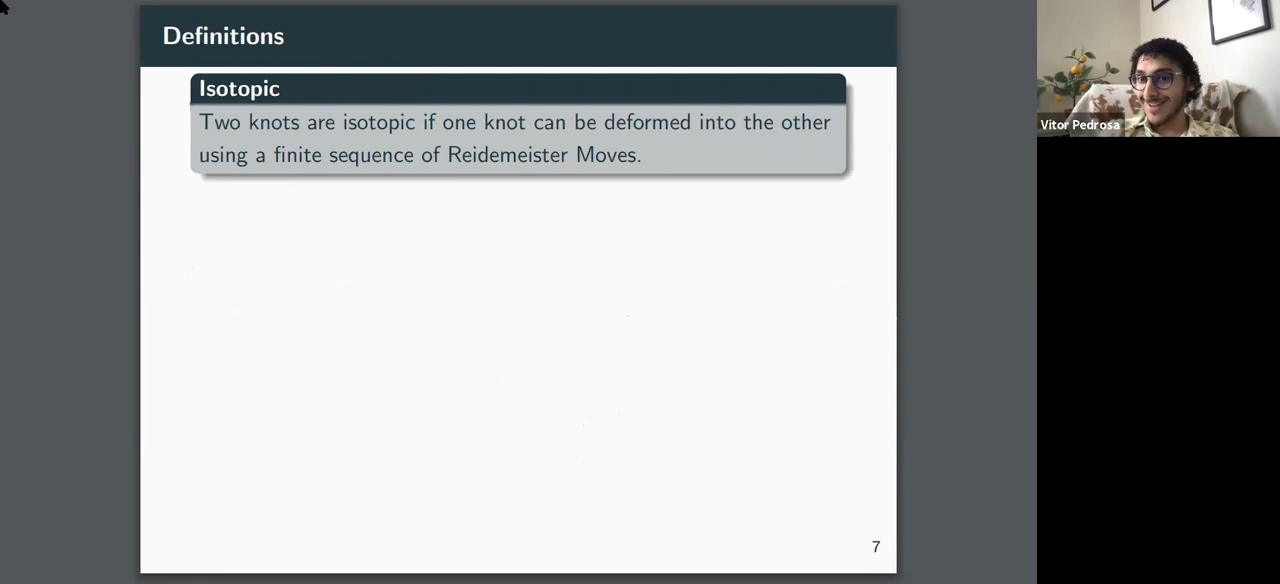 Definitions
Isotopic
Two knots are isotopic if one knot can be deformed into the other
using a finite sequence of Reidemeister Moves.
7
Vitor Pedrosa